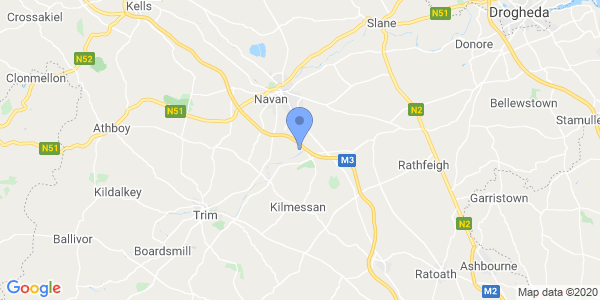 Crossakiel
Kells
Slane
N51
Drogheda
Donore
N52
Clonmellon
Navan
N51
N2
Bellewstown
Stamulle
Athboy
N51
M3
Rathfeigh
Kildalkey
Garristown
Trim
Kilmessan
N2
Ballivor
Boardsmill
Ashbourne
Ratoath
Google
M2
Map data ©2020